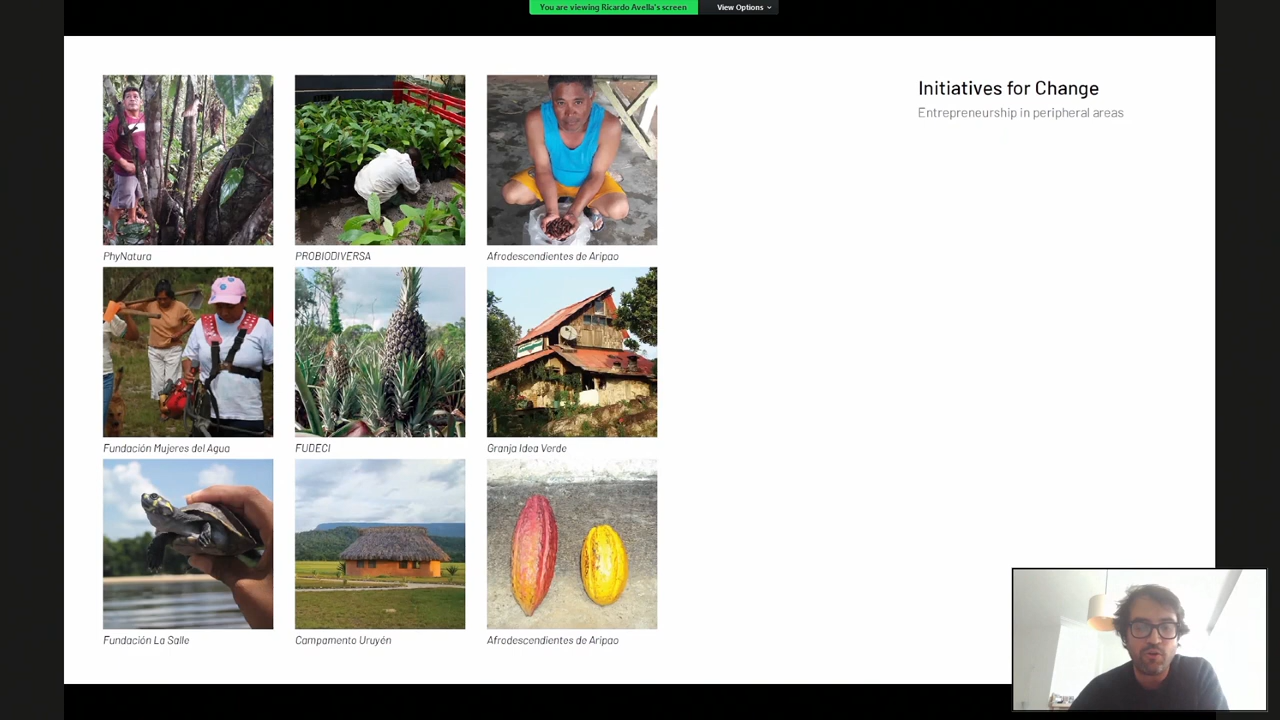 You are viewing Ricardo Avella's screen
View Options
Initiatives for Change
Entrepreneurship in peripheral areas
PhyNatura
PROBIODIVERSA
Afrodescendientes de Aripao
Fundación Mujeres del Agua
FUDECI
Granja Idea Verde
Fundación La Salle
Campamento Uruyén
Afrodescendientes de Aripao